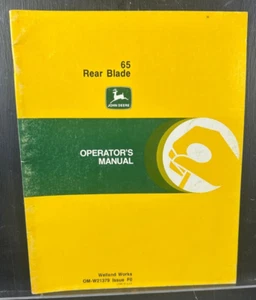 65
Rear Blade
JOHN DEERE
OPERATOR'S
MANUAL
Welland Works
OM-W21379 Issue F0